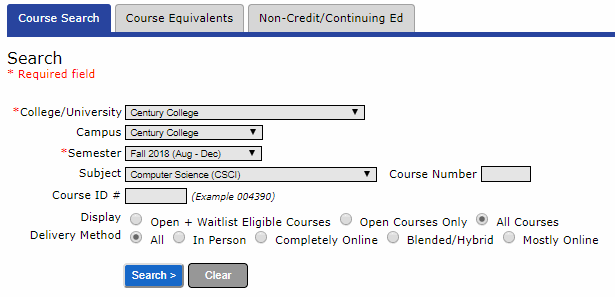 Course Search Course Equivalents Non-Credit/Continuing Ed
Search
* Required field
*College/University Century College
Campus Century College
*Semester Fall 2018 (Aug - Dec)
Subject Computer Science (CSCI) Course Number
Course ID # (Example 004390)
Display Open + Waitlist Eligible Courses Open Courses Only All Courses
Delivery Method All In Person Completely Online Blended/Hybrid Mostly Online
Search > Clear